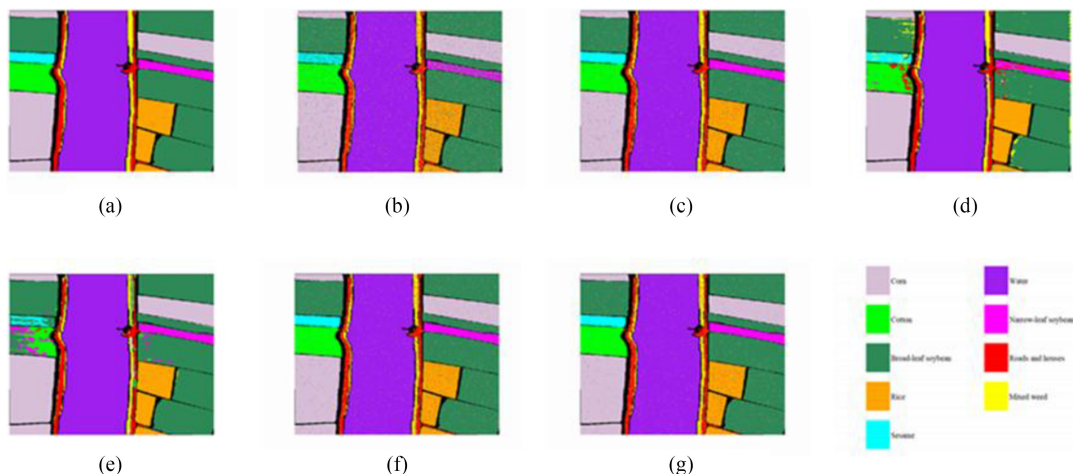 (a)
(b)
(c)
(d)
Corn
Water
Cotton
Narrow-leaf soybean
Broad-leaf soybean
Roads and houses
Rice
Mixed weed
Sesame
(e)
(f)
(g)